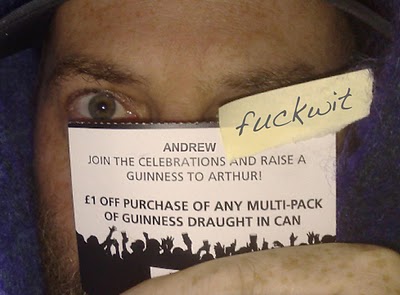 fuckwit
ANDREW
JOIN THE CELEBRATIONS AND RAISE A
GUINNESS TO ARTHUR!
£1 OFF PURCHASE OF ANY MULTI-PACK
OF GUINNESS DRAUGHT IN CAN